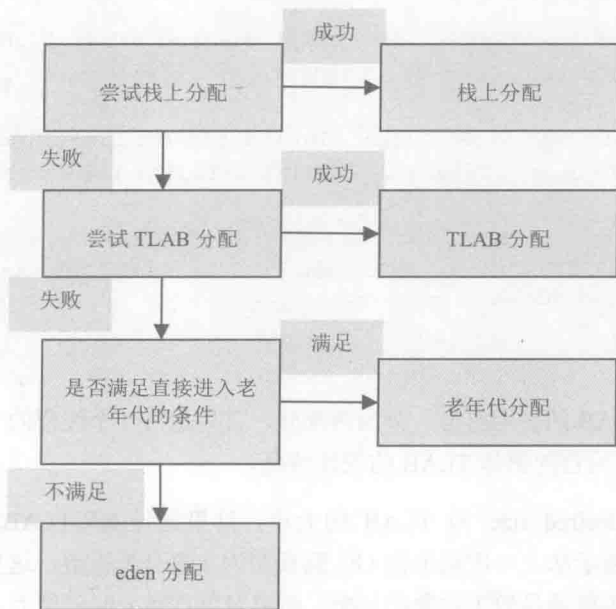 成功
尝试栈上分配
栈上分配
失败
成功
尝试 TLAB 分配
TLAB 分配
失败
满足
是否满足直接进入老
年代的条件
老年代分配
不满足
eden 分配